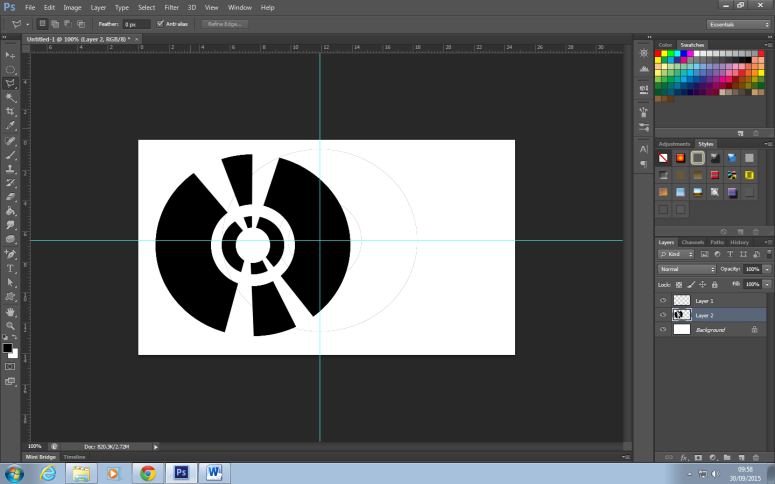 Ps File Edit Image Layer Type Select Filter 3D View Window Help
Feather: 0 px Anti-alias Refine Edge... Essentials
Untitled-1 @ 100% (Layer 2, RGB/8) * ×
Color Swatches
Adjustments Styles
Layers Channels Paths History
Kind
Normal Opacity: 100%
Lock: Fill: 100%
Layer 1
Layer 2
Background
100% Doc: 820.3K/2.72M
Mini Bridge Timeline
Ps W
09:58
30/09/2015